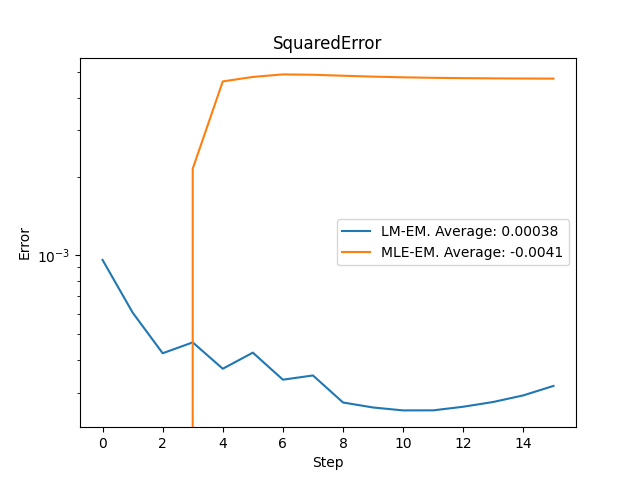 SquaredError
Error
10⁻³
LM-EM. Average: 0.00038
MLE-EM. Average: -0.0041
0 2 4 6 8 10 12 14
Step